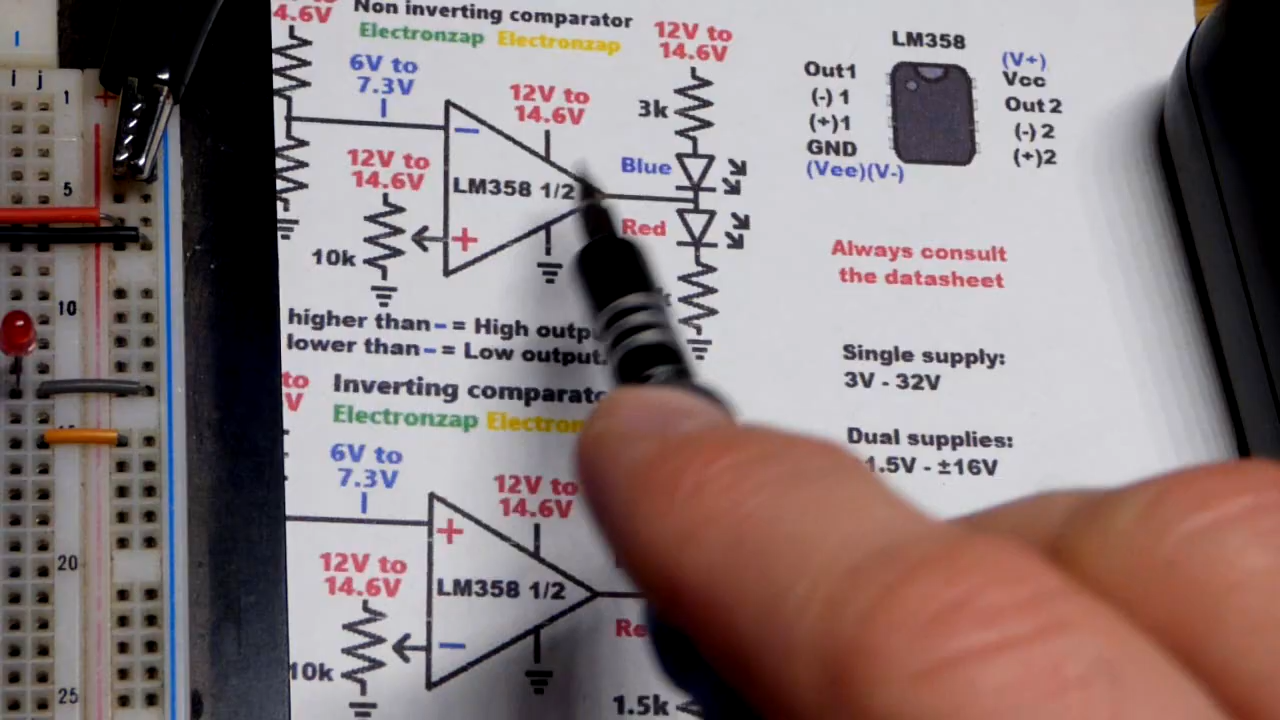 4.6V
Non inverting comparator
Electronzap Electronzap
6V to
7.3V
12V to
14.6V
12V to
14.6V
3k
Blue
LM358 1/2
12V to
14.6V
10k
Red
higher than - = High outp
lower than - = Low output.
LM358
Out1
(-) 1
(+)1
GND
(Vee)(V-)
(V+)
Vcc
Out 2
(-) 2
(+)2
Always consult
the datasheet
Single supply:
3V - 32V
Dual supplies:
1.5V - ±16V
to
V
Inverting comparato
Electronzap Electron
6V to
7.3V
12V to
14.6V
+
LM358 1/2
12V to
14.6V
10k
Re
1.5k
i j
1
5
10
20
25